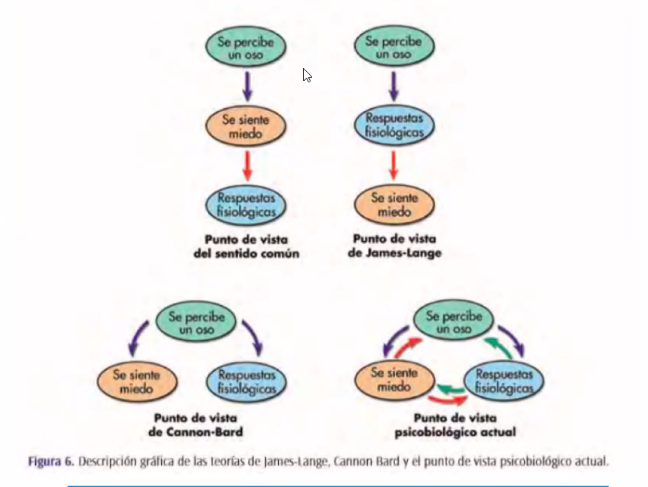 Se percibe
un oso
Se siente
miedo
Respuestas
fisiológicas
Punto de vista
del sentido común
Se percibe
un oso
Respuestas
fisiológicas
Se siente
miedo
Punto de vista
de James-Lange
Se percibe
un oso
Se siente
miedo
Respuestas
fisiológicas
Punto de vista
de Cannon-Bard
Se percibe
un oso
Se siente
miedo
Respuestas
fisiológicas
Punto de vista
psicobiológico actual
Figura 6. Descripción gráfica de las teorías de James-Lange, Cannon Bard y el punto de vista psicobiológico actual.